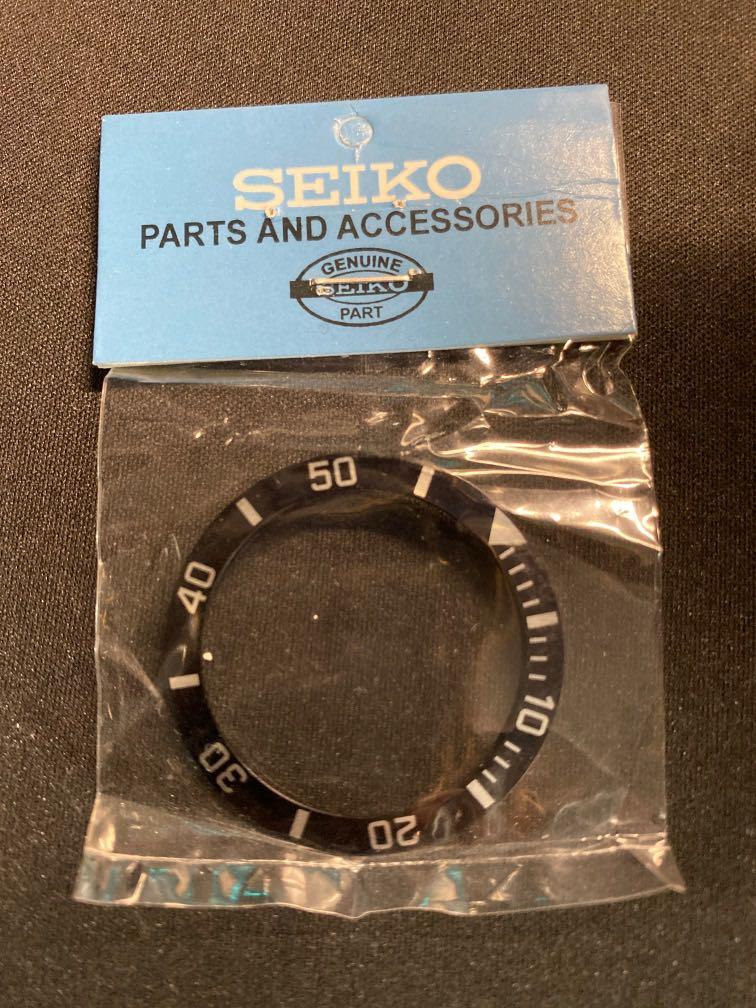 SEIKO
PARTS AND ACCESSORIES
GENUINE
SEIKO
PART
50
40
10
30
20